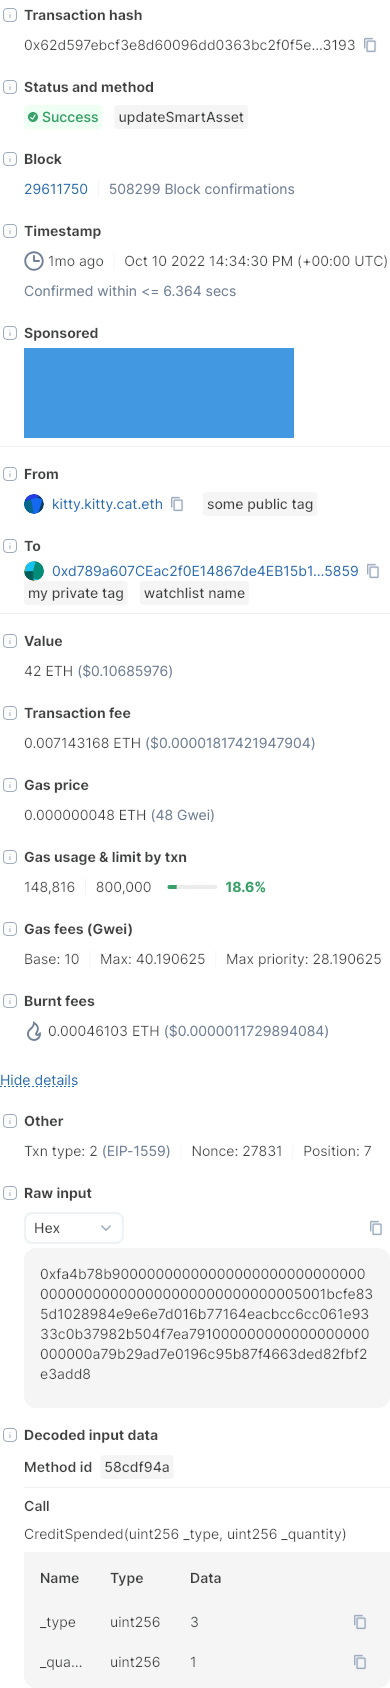 Transaction hash
0x62d597ebcf3e8d60096dd0363bc2f0f5e...3193
Status and method
Success updateSmartAsset
Block
29611750 508299 Block confirmations
Timestamp
1mo ago Oct 10 2022 14:34:30 PM (+00:00 UTC)
Confirmed within <= 6.364 secs
Sponsored
From
kitty.kitty.cat.eth some public tag
To
0xd789a607CEac2f0E14867de4EB15b1...5859
my private tag watchlist name
Value
42 ETH ($0.10685976)
Transaction fee
0.007143168 ETH ($0.00001817421947904)
Gas price
0.000000048 ETH (48 Gwei)
Gas usage & limit by txn
148,816 800,000 18.6%
Gas fees (Gwei)
Base: 10 Max: 40.190625 Max priority: 28.190625
Burnt fees
0.00046103 ETH ($0.0000011729894084)
Hide details
Other
Txn type: 2 (EIP-1559) Nonce: 27831 Position: 7
Raw input
Hex
0xfa4b78b90000000000000000000000000000
000000000000000000000000000005001bcfe83
5d1028984e9e6e7d016b77164eacbcc6cc061e93
33c0b37982b504f7ea791000000000000000000
000000a79b29ad7e0196c95b87f4663ded82fbf2
e3add8
Decoded input data
Method id 58cdf94a
Call
CreditSpended(uint256 _type, uint256 _quantity)
Name Type Data
_type uint256 3
_qua... uint256 1